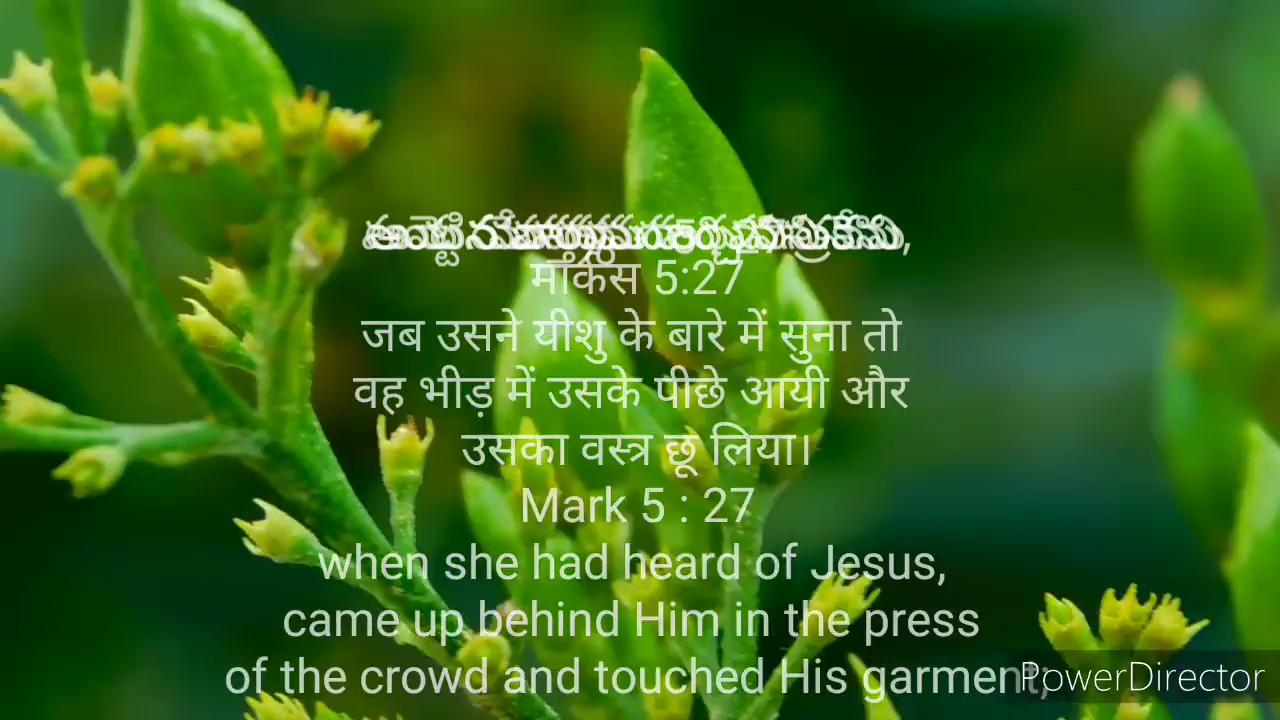 मार्कस 5:27
जब उसने यीशु के बारे में सुना तो
वह भीड़ में उसके पीछे आयी और
उसका वस्त्र छू लिया।
Mark 5 : 27
when she had heard of Jesus,
came up behind Him in the press
of the crowd and touched His garment;
PowerDirector